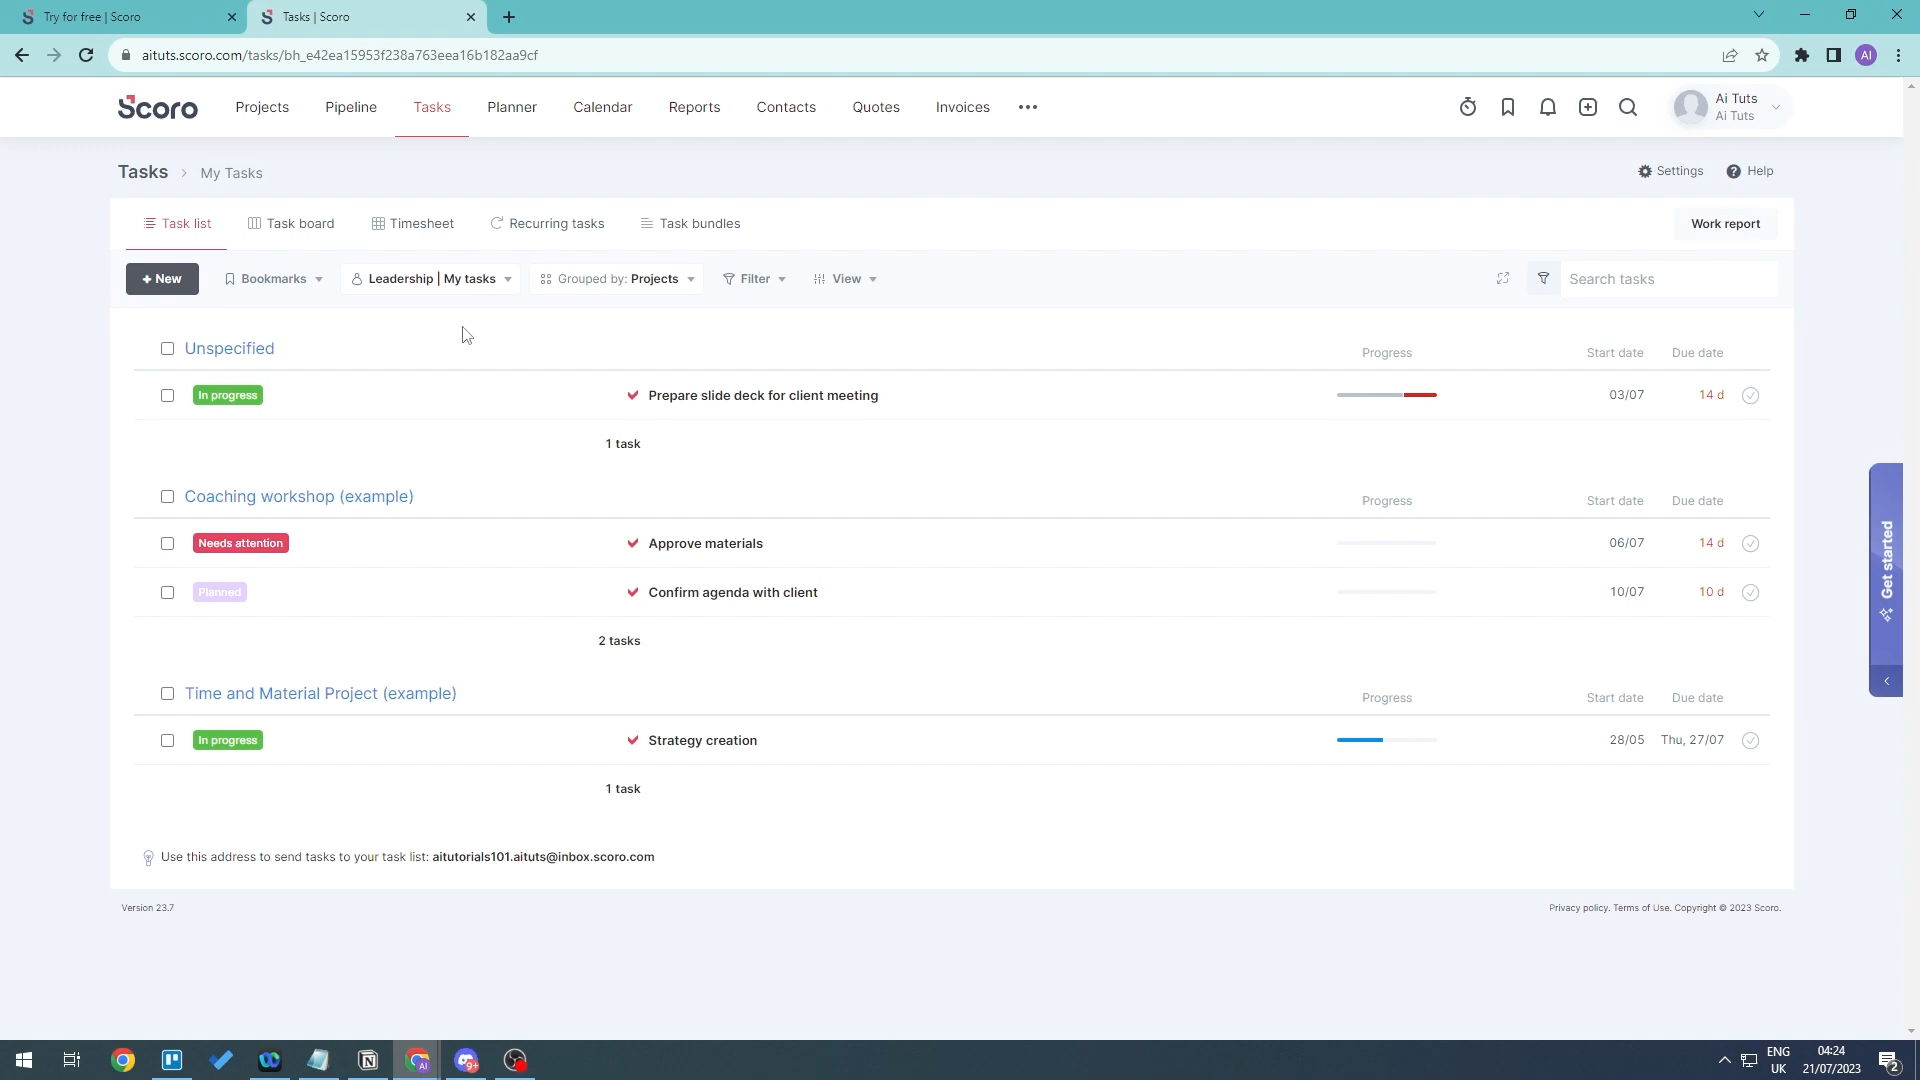 Try for free | Scoro
Tasks | Scoro
aituts.scoro.com/tasks/bh_e42ea15953f238a763eea16b182aa9cf
AI
Scoro
Projects
Pipeline
Tasks
Planner
Calendar
Reports
Contacts
Quotes
Invoices
Ai Tuts
Ai Tuts
Tasks > My Tasks
Settings
Help
Task list
Task board
Timesheet
Recurring tasks
Task bundles
Work report
+ New
Bookmarks
Leadership | My tasks
Grouped by: Projects
Filter
View
Search tasks
Unspecified
Progress
Start date
Due date
In progress
Prepare slide deck for client meeting
03/07
14 d
1 task
Coaching workshop (example)
Progress
Start date
Due date
Needs attention
Approve materials
06/07
14 d
Planned
Confirm agenda with client
10/07
10 d
2 tasks
Time and Material Project (example)
Progress
Start date
Due date
In progress
Strategy creation
28/05
Thu, 27/07
1 task
Use this address to send tasks to your task list: aitutorials101.aituts@inbox.scoro.com
Get started
Version 23.7
Privacy policy. Terms of Use. Copyright © 2023 Scoro.
AI
9+
ENG
UK
04:24
21/07/2023
2